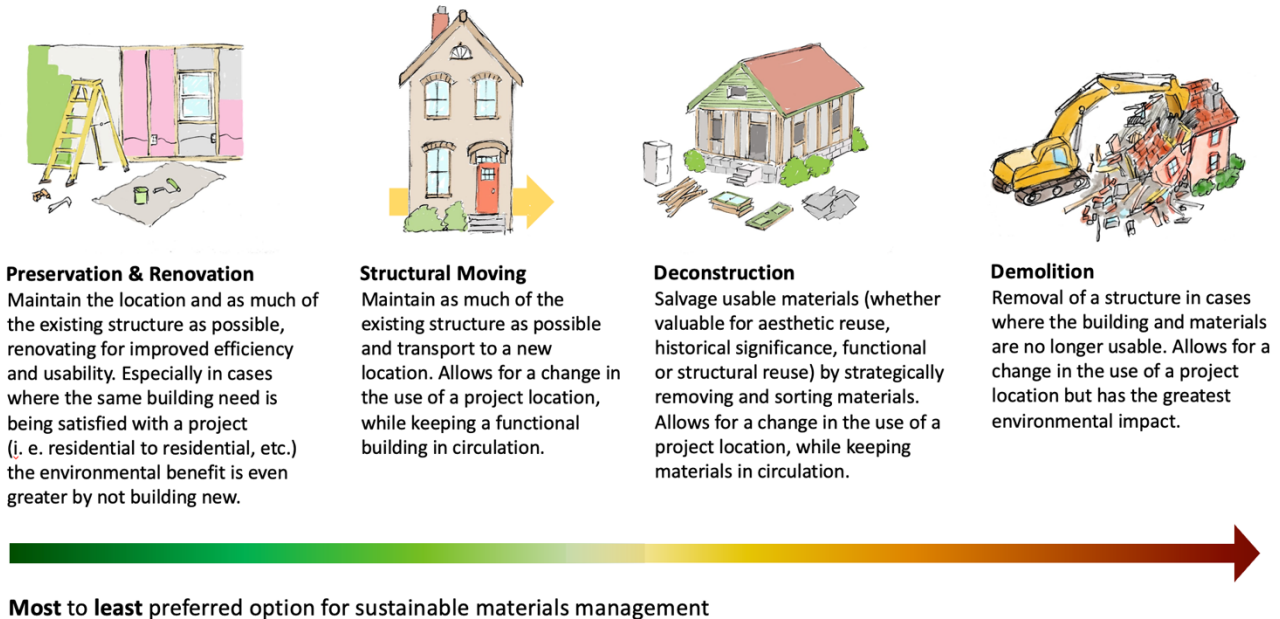 Preservation & Renovation
Maintain the location and as much of
the existing structure as possible,
renovating for improved efficiency
and usability. Especially in cases
where the same building need is
being satisfied with a project
(i. e. residential to residential, etc.)
the environmental benefit is even
greater by not building new.
Structural Moving
Maintain as much of the
existing structure as possible
and transport to a new
location. Allows for a change in
the use of a project location,
while keeping a functional
building in circulation.
Deconstruction
Salvage usable materials (whether
valuable for aesthetic reuse,
historical significance, functional
or structural reuse) by strategically
removing and sorting materials.
Allows for a change in the use of a
project location, while keeping
materials in circulation.
Demolition
Removal of a structure in cases
where the building and materials
are no longer usable. Allows for a
change in the use of a project
location but has the greatest
environmental impact.
Most to least preferred option for sustainable materials management